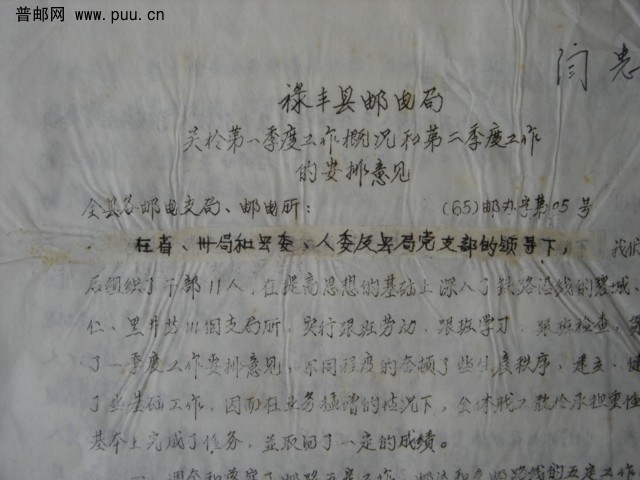 普邮网 www.puu.cn
闫忠
禄丰县邮电局
关於第一季度工作概况和第二季度工作
的安排意见
全县各邮电支局、邮电所： (65)邮办字第05号
在省、州局和县委、人委及县局党支部的领导下， 我们
后组织了干部11人，在提高思想的基础上深入了铁路沿线的
仁、黑井 11个支局所，实行跟班劳动、跟班学习、跟班检查，
了一季度工作安排意见，不同程度的整顿了些生产秩序，建立、健
了些基础工作，因而在业务猛增的情况下，全体职工
基本上完成了任务，並取得了一定的成绩。